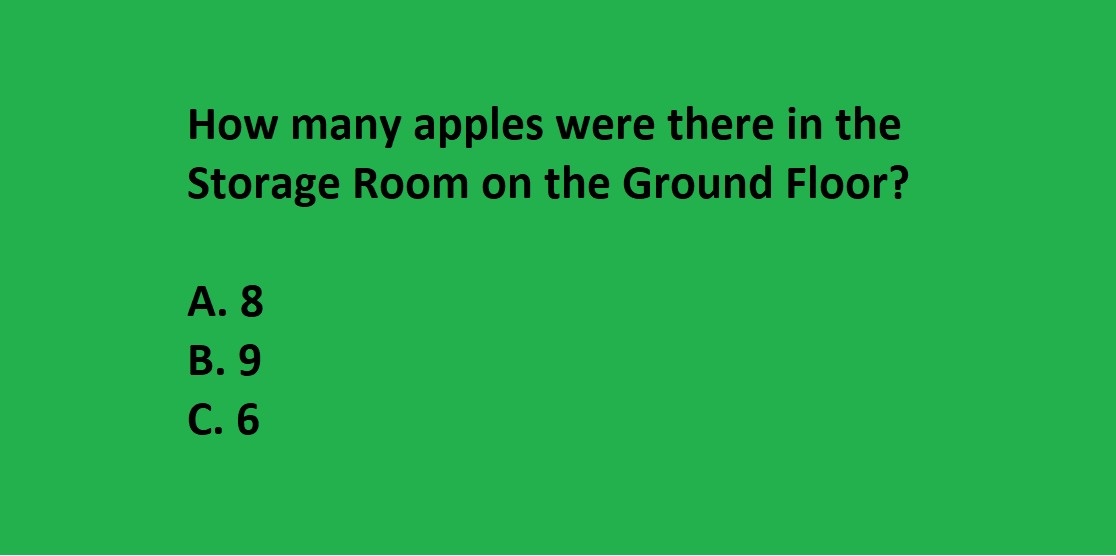 How many apples were there in the
Storage Room on the Ground Floor?
A. 8
B. 9
C. 6